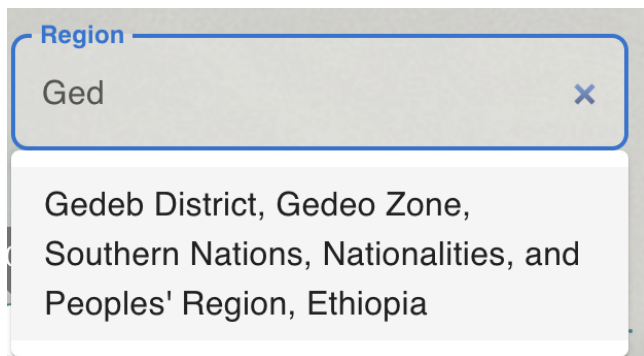 Region
Ged
Gedeb District, Gedeo Zone,
Southern Nations, Nationalities, and
Peoples' Region, Ethiopia